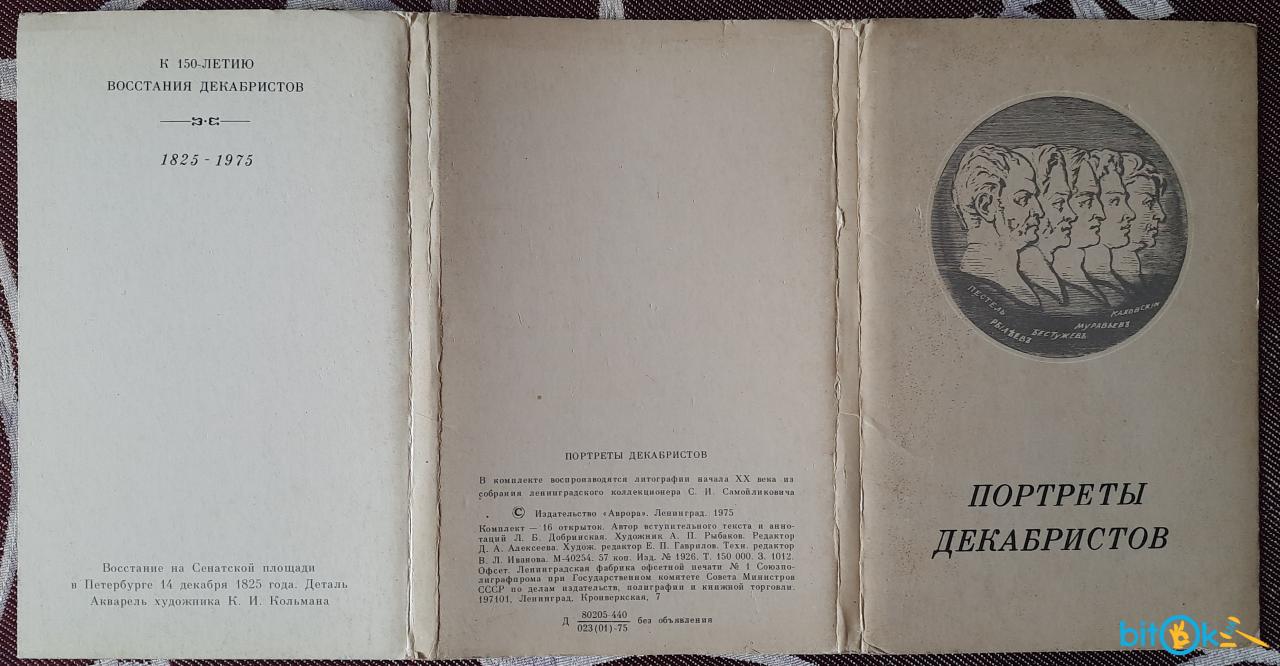 К 150-ЛЕТИЮ
ВОССТАНИЯ ДЕКАБРИСТОВ
1825 - 1975
Восстание на Сенатской площади
в Петербурге 14 декабря 1825 года. Деталь
Акварель художника К. И. Кольмана
ПОРТРЕТЫ ДЕКАБРИСТОВ
В комплекте воспроизводятся литографии начала XX века из
собрания ленинградского коллекционера С. И. Самойликовича
© Издательство «Аврора». Ленинград. 1975
Комплект — 16 открыток. Автор вступительного текста и анно-
таций Л. Б. Добринская. Художник А. П. Рыбаков. Редактор
Д. А. Адексеева. Худож. редактор Е. П. Гаврилов. Техн. редактор
В. Л. Иванова. М-40254. 57 коп. Изд. № 1926. Т. 150 000. З. 1012.
Офсет. Ленинградская фабрика офсетной печати № 1 Союзпо-
лиграфпрома при Государственном комитете Совета Министров
СССР по делам издательств, полиграфии и книжной торговли.
197101, Ленинград, Кронверкская, 7
Д 80205-440 без объявления
023(01)-75
ПЕСТЕЛЬ
РЫЛѢЕВЪ
БЕСТУЖЕВЪ
МУРАВЬЕВЪ
КАХОВСКІЙ
ПОРТРЕТЫ
ДЕКАБРИСТОВ
bitok